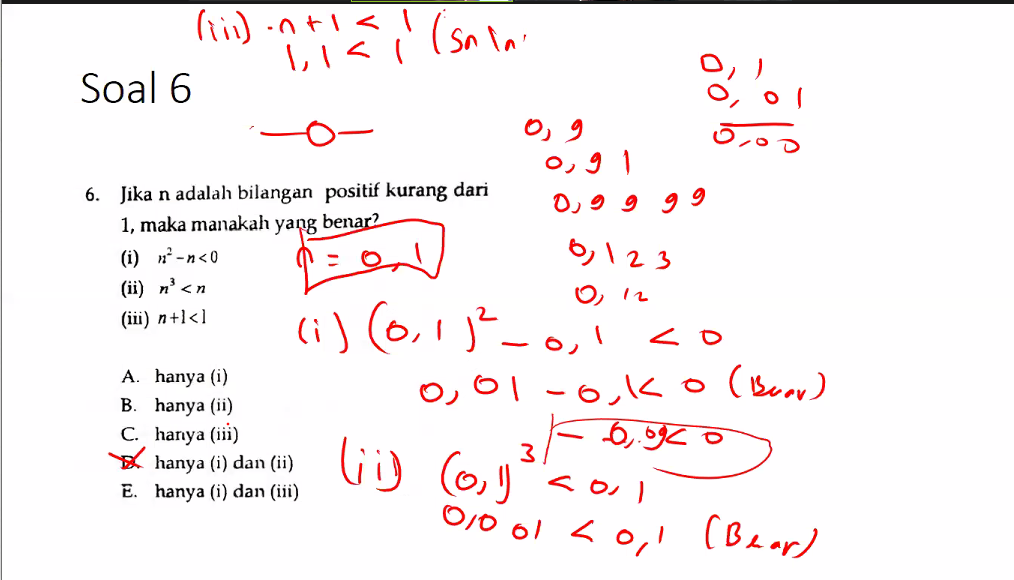 (iii) n+1 < 1
1,1 < 1
Soal 6
0,1
0,01
0,00
0,9
0,91
0,9999
0,123
0,12
6. Jika n adalah bilangan positif kurang dari
1, maka manakah yang benar?
(i) n² – n < 0
(ii) n³ < n
(iii) n+1<1
n = 0,1
A. hanya (i)
B. hanya (ii)
C. hanya (iii)
D. hanya (i) dan (ii)
E. hanya (i) dan (iii)
(i) (0,1)² – 0,1 < 0
0,01 – 0,1 < 0 (Benar)
– 0,09 < 0
(ii) (0,1)³ < 0,1
0,001 < 0,1 (Benar)